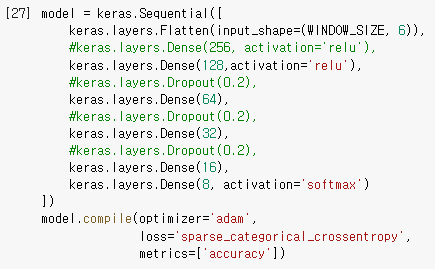 [27] model = keras.Sequential([
keras.layers.Flatten(input_shape=(WINDOW_SIZE, 6)),
#keras.layers.Dense(256, activation='relu'),
keras.layers.Dense(128,activation='relu'),
#keras.layers.Dropout(0.2),
keras.layers.Dense(64),
#keras.layers.Dropout(0.2),
keras.layers.Dense(32),
#keras.layers.Dropout(0.2),
keras.layers.Dense(16),
keras.layers.Dense(8, activation='softmax')
])
model.compile(optimizer='adam',
loss='sparse_categorical_crossentropy',
metrics=['accuracy'])